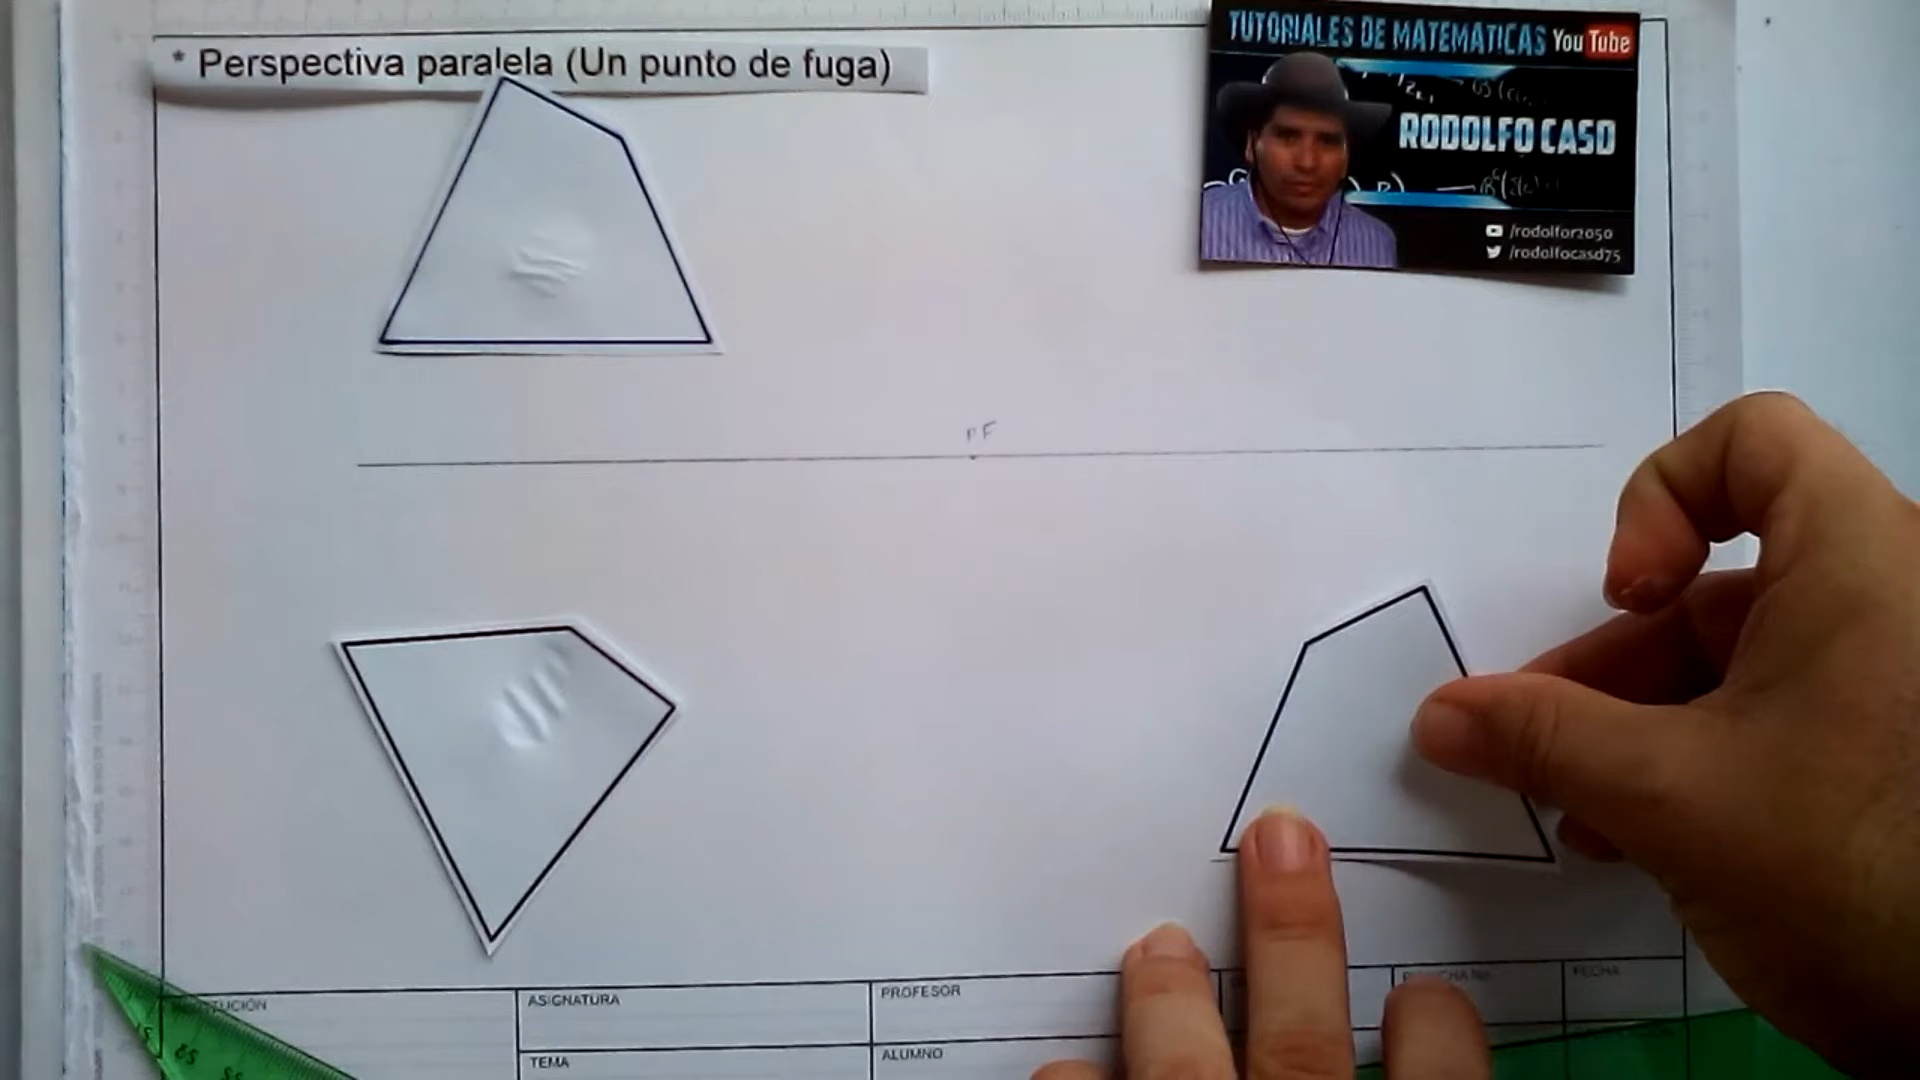 * Perspectiva paralela (Un punto de fuga)
TUTORIALES DE MATEMATICAS YouTube
RODOLFO CASD
/rodolfor2050
/rodolfocasd75
PF
ASIGNATURA
PROFESOR
FECHA
TEMA
ALUMNO